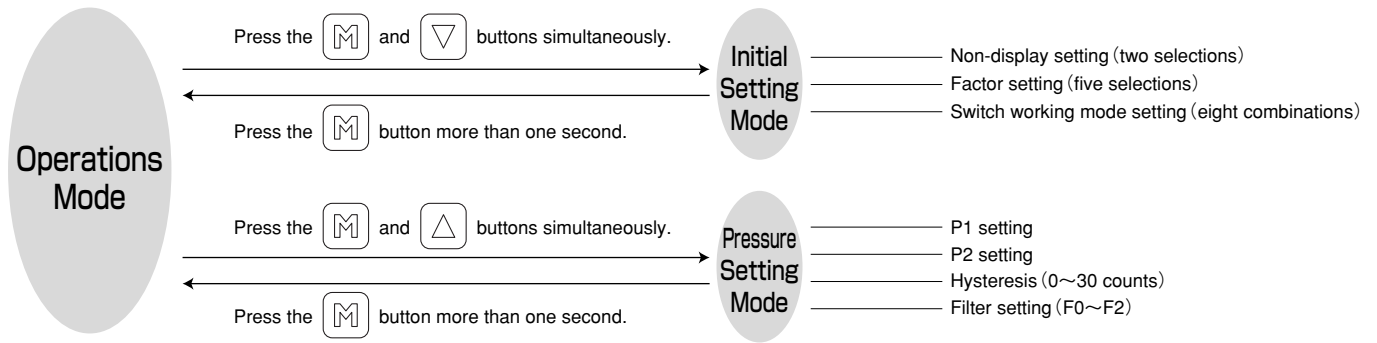 Operations
Mode
Press the M and ▽ buttons simultaneously.
Press the M button more than one second.
Initial
Setting
Mode
Non-display setting (two selections)
Factor setting (five selections)
Switch working mode setting (eight combinations)
Press the M and △ buttons simultaneously.
Press the M button more than one second.
Pressure
Setting
Mode
P1 setting
P2 setting
Hysteresis (0～30 counts)
Filter setting (F0～F2)